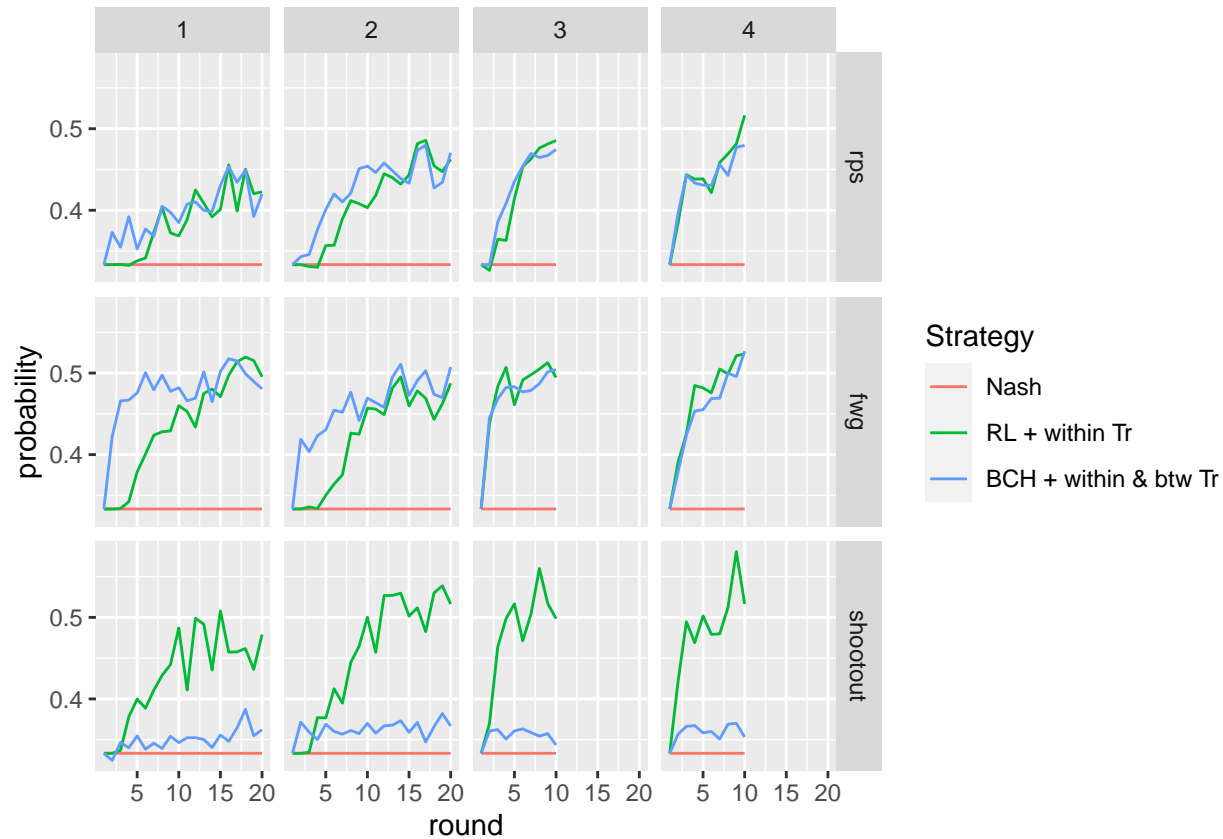 1 2 3 4
0.5
0.4
rps
0.5
0.4
fwg
0.5
0.4
shootout
probability
5 10 15 20 5 10 15 20 5 10 15 20 5 10 15 20
round
Strategy
Nash
RL + within Tr
BCH + within & btw Tr